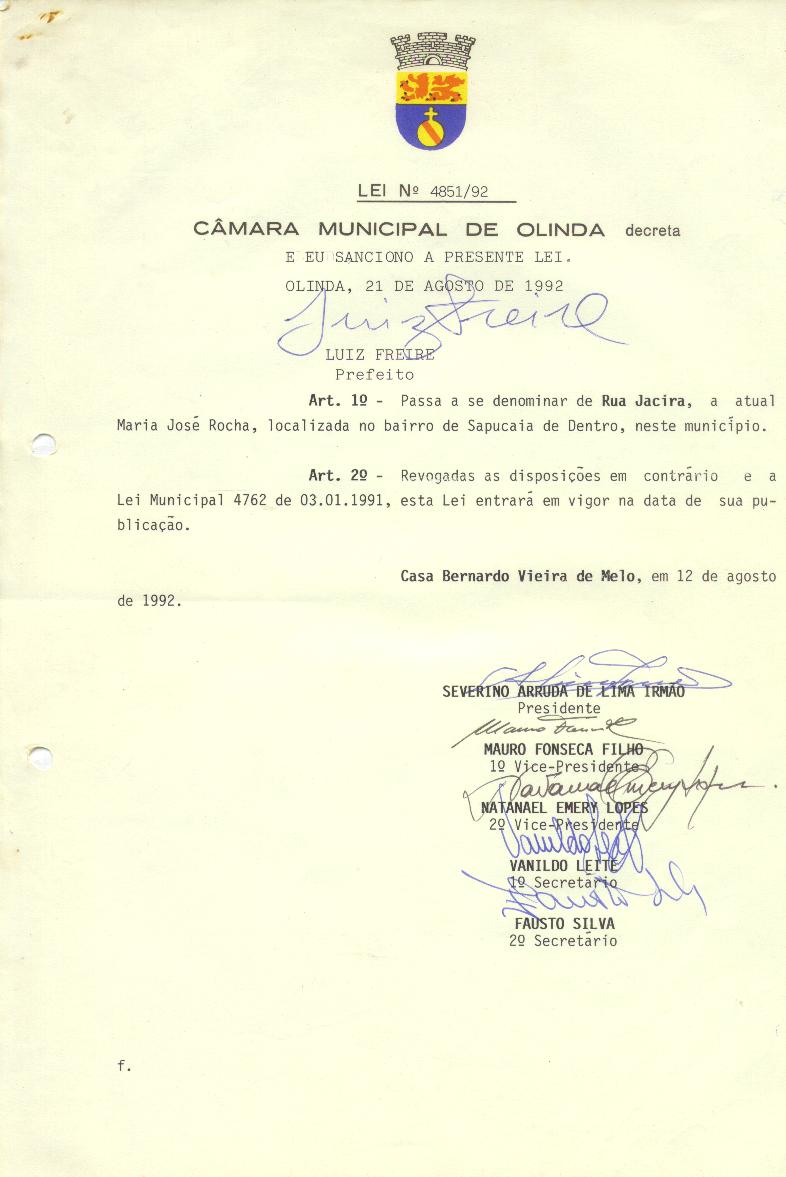 LEI Nº 4851/92
CÂMARA MUNICIPAL DE OLINDA decreta
E EU SANCIONO A PRESENTE LEI.
OLINDA, 21 DE AGOSTO DE 1992
Luiz Freire
LUIZ FREIRE
Prefeito
Art. 1º - Passa a se denominar de Rua Jacira, a atual
Maria José Rocha, localizada no bairro de Sapucaia de Dentro, neste município.
Art. 2º - Revogadas as disposições em contrário e a
Lei Municipal 4762 de 03.01.1991, esta Lei entrará em vigor na data de sua pu-
blicação.
Casa Bernardo Vieira de Melo, em 12 de agosto
de 1992.
SEVERINO ARRUDA DE LIMA IRMÃO
Presidente
MAURO FONSECA FILHO
1º Vice-Presidente
NATANAEL EMERY LOPES
2º Vice-Presidente
VANILDO LEITE
1º Secretário
FAUSTO SILVA
2º Secretário
f.